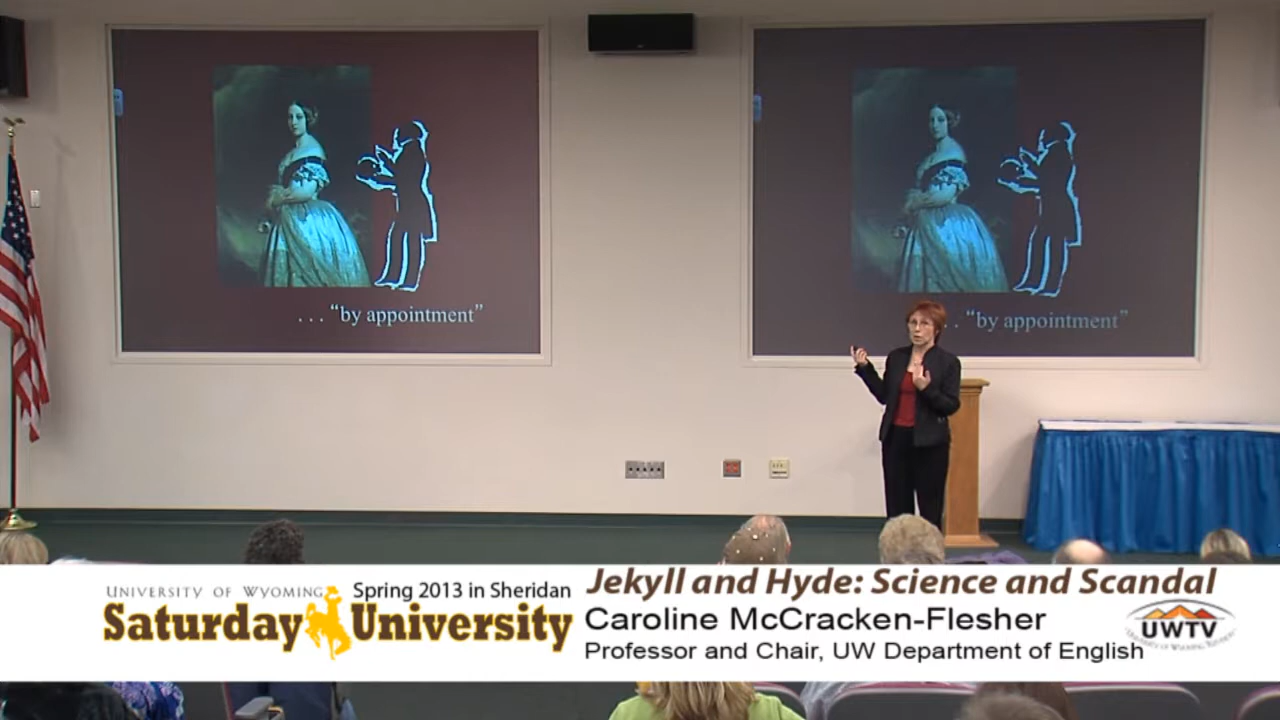 . . . “by appointment”
. . “by appointment”
University of Wyoming
Spring 2013 in Sheridan
Saturday University
Jekyll and Hyde: Science and Scandal
Caroline McCracken-Flesher
Professor and Chair, UW Department of English
UWTV